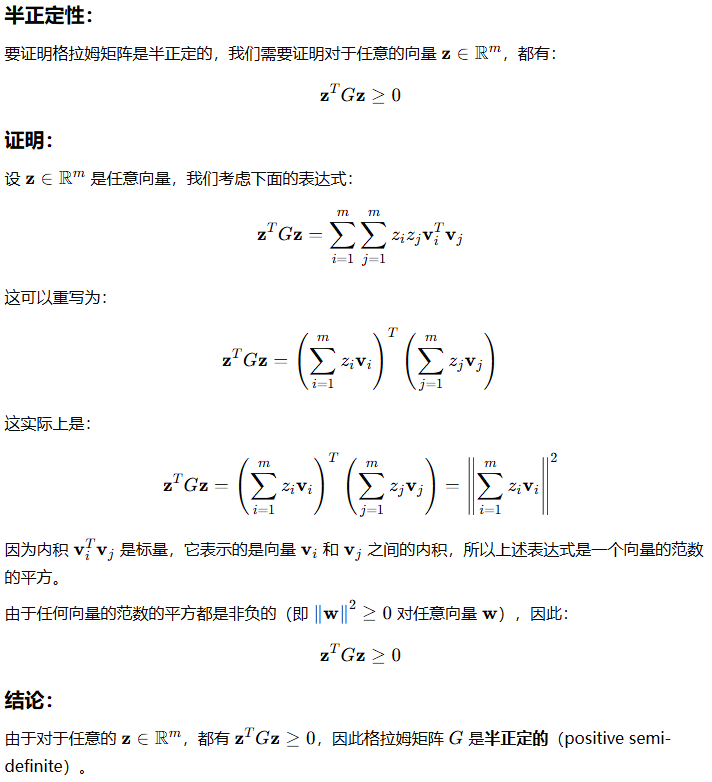 半正定性：
要证明格拉姆矩阵是半正定的，我们需要证明对于任意的向量 $\mathbf{z} \in \mathbb{R}^m$，都有：
$$\mathbf{z}^T G \mathbf{z} \geq 0$$
证明：
设 $\mathbf{z} \in \mathbb{R}^m$ 是任意向量，我们考虑下面的表达式：
$$\mathbf{z}^T G \mathbf{z} = \sum_{i=1}^{m} \sum_{j=1}^{m} z_i z_j \mathbf{v}_i^T \mathbf{v}_j$$
这可以重写为：
$$\mathbf{z}^T G \mathbf{z} = \left( \sum_{i=1}^{m} z_i \mathbf{v}_i \right)^T \left( \sum_{j=1}^{m} z_j \mathbf{v}_j \right)$$
这实际上是：
$$\mathbf{z}^T G \mathbf{z} = \left( \sum_{i=1}^{m} z_i \mathbf{v}_i \right)^T \left( \sum_{j=1}^{m} z_j \mathbf{v}_j \right) = \left\| \sum_{i=1}^{m} z_i \mathbf{v}_i \right\|^2$$
因为内积 $\mathbf{v}_i^T \mathbf{v}_j$ 是标量，它表示的是向量 $\mathbf{v}_i$ 和 $\mathbf{v}_j$ 之间的内积，所以上述表达式是一个向量的范数
的平方。
由于任何向量的范数的平方都是非负的（即 $\|\mathbf{w}\|^2 \geq 0$ 对任意向量 $\mathbf{w}$），因此：
$$\mathbf{z}^T G \mathbf{z} \geq 0$$
结论：
由于对于任意的 $\mathbf{z} \in \mathbb{R}^m$，都有 $\mathbf{z}^T G \mathbf{z} \geq 0$，因此格拉姆矩阵 $G$ 是半正定的（positive semi-
definite）。